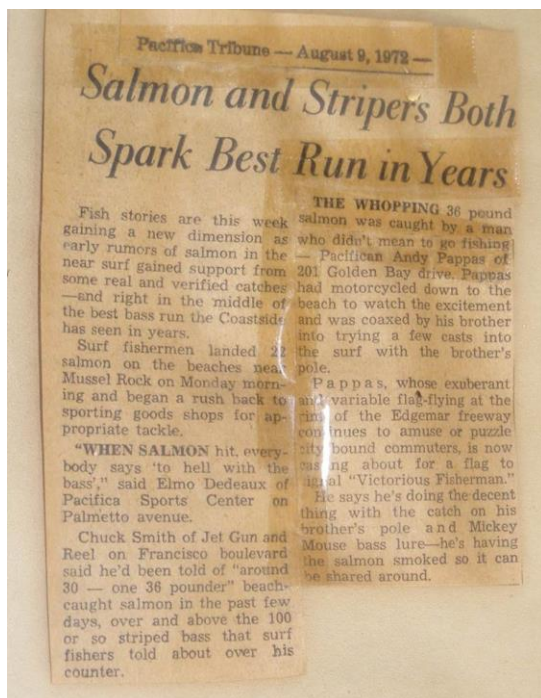 Pacifica Tribune — August 9, 1972 —
Salmon and Stripers Both
Spark Best Run in Years
Fish stories are this week
gaining a new dimension as
early rumors of salmon in the
near surf gained support from
some real and verified catches
—and right in the middle of
the best bass run the Coastside
has seen in years.
Surf fishermen landed 22
salmon on the beaches near
Mussel Rock on Monday morn-
ing and began a rush back to
sporting goods shops for ap-
propriate tackle.
"WHEN SALMON hit, every-
body says 'to hell with the
bass'," said Elmo Dedeaux of
Pacifica Sports Center on
Palmetto avenue.
Chuck Smith of Jet Gun and
Reel on Francisco boulevard
said he'd been told of "around
30 — one 36 pounder" beach-
caught salmon in the past few
days, over and above the 100
or so striped bass that surf
fishers told about over his
counter.
THE WHOPPING 36 pound
salmon was caught by a man
who didn't mean to go fishing
— Pacifican Andy Pappas of
201 Golden Bay drive. Pappas
had motorcycled down to the
beach to watch the excitement
and was coaxed by his brother
into trying a few casts into
the surf with the brother's
pole.
Pappas, whose exuberant
and variable flag-flying at the
rim of the Edgemar freeway
continues to amuse or puzzle
city bound commuters, is now
casting about for a flag to
signal "Victorious Fisherman."
He says he's doing the decent
thing with the catch on his
brother's pole and Mickey
Mouse bass lure—he's having
the salmon smoked so it can
be shared around.